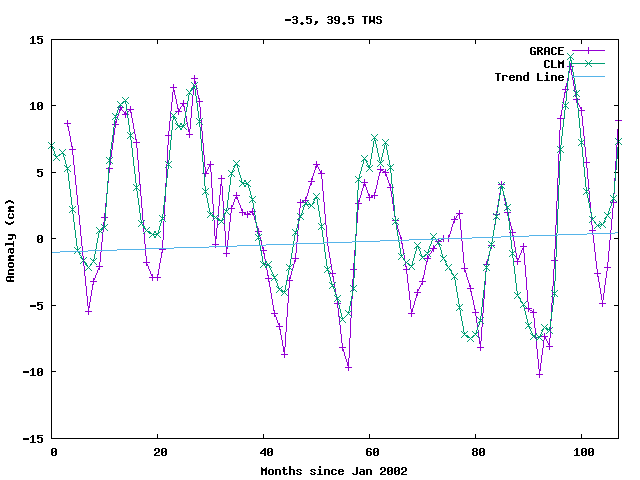 -3.5, 39.5 TWS
GRACE
CLM
Trend Line
15
10
5
0
-5
-10
-15
Anomaly (cm)
0 20 40 60 80 100
Months since Jan 2002